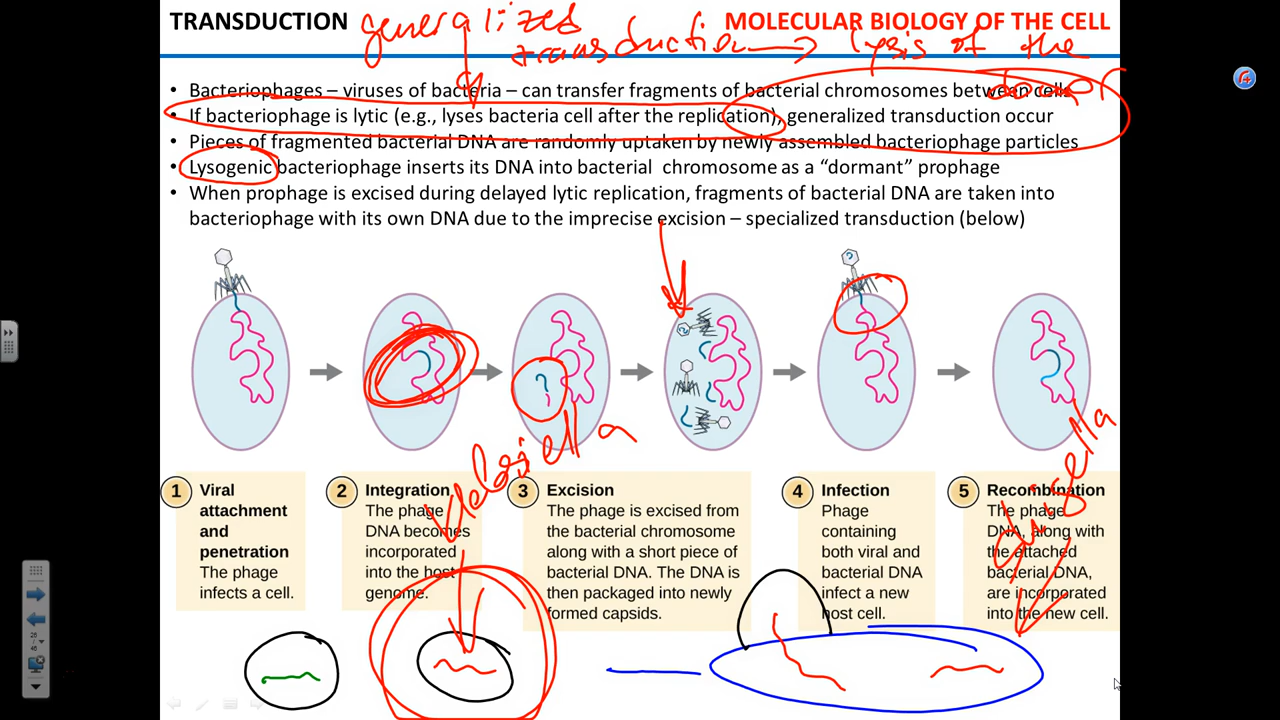 TRANSDUCTION
MOLECULAR BIOLOGY OF THE CELL
generalized
transduction → lysis of the
donor
• Bacteriophages – viruses of bacteria – can transfer fragments of bacterial chromosomes between cells
• If bacteriophage is lytic (e.g., lyses bacteria cell after the replication), generalized transduction occur
• Pieces of fragmented bacterial DNA are randomly uptaken by newly assembled bacteriophage particles
• Lysogenic bacteriophage inserts its DNA into bacterial chromosome as a “dormant” prophage
• When prophage is excised during delayed lytic replication, fragments of bacterial DNA are taken into
bacteriophage with its own DNA due to the imprecise excision – specialized transduction (below)
1 Viral
attachment
and
penetration
The phage
infects a cell.
2 Integration
The phage
DNA becomes
incorporated
into the host
genome.
3 Excision
The phage is excised from
the bacterial chromosome
along with a short piece of
bacterial DNA. The DNA is
then packaged into newly
formed capsids.
4 Infection
Phage
containing
both viral and
bacterial DNA
infect a new
host cell.
5 Recombination
The phage
DNA, along with
the attached
bacterial DNA,
are incorporated
into the new cell.
26
/
46